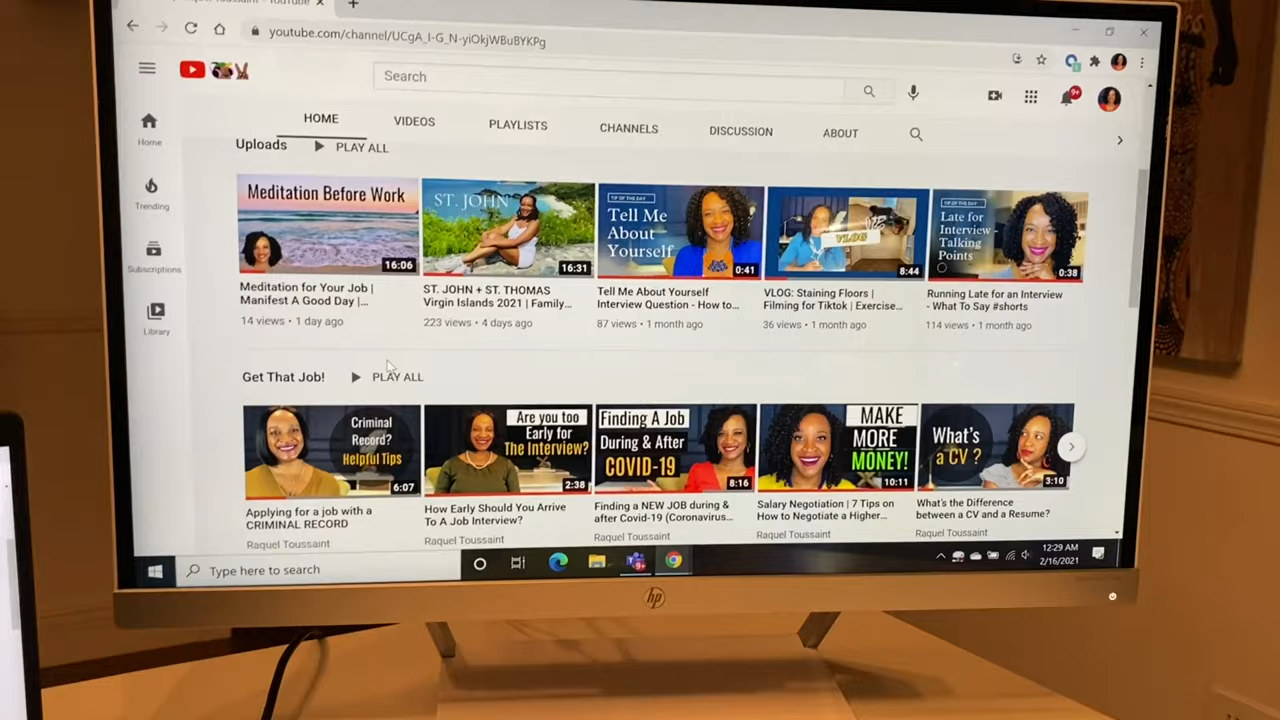 youtube.com/channel/UCgA_I-G_N-yiOkjWBuBYKPg
Search
9+
HOME VIDEOS PLAYLISTS CHANNELS DISCUSSION ABOUT
Home
Trending
Subscriptions
Library
Uploads PLAY ALL
Meditation Before Work
16:06
Meditation for Your Job |
Manifest A Good Day |...
14 views • 1 day ago
ST. JOHN
16:31
ST. JOHN + ST. THOMAS
Virgin Islands 2021 | Family...
223 views • 4 days ago
TIP OF THE DAY
Tell Me
About
Yourself
0:41
Tell Me About Yourself
Interview Question - How to...
87 views • 1 month ago
VLOG
8:44
VLOG: Staining Floors |
Filming for Tiktok | Exercise...
36 views • 1 month ago
TIP OF THE DAY
Late for
Interview
Talking
Points
0:38
Running Late for an Interview
- What To Say #shorts
114 views • 1 month ago
Get That Job! PLAY ALL
Criminal
Record?
Helpful Tips
6:07
Applying for a job with a
CRIMINAL RECORD
Raquel Toussaint
Are you too
Early for
The Interview?
2:38
How Early Should You Arrive
To A Job Interview?
Raquel Toussaint
Finding A Job
During & After
COVID-19
8:16
Finding a NEW JOB during &
after Covid-19 (Coronavirus...
Raquel Toussaint
MAKE
MORE
MONEY!
10:11
Salary Negotiation | 7 Tips on
How to Negotiate a Higher...
Raquel Toussaint
What's
a CV ?
3:10
What's the Difference
between a CV and a Resume?
Raquel Toussaint
Type here to search
9+
12:29 AM
2/16/2021
hp